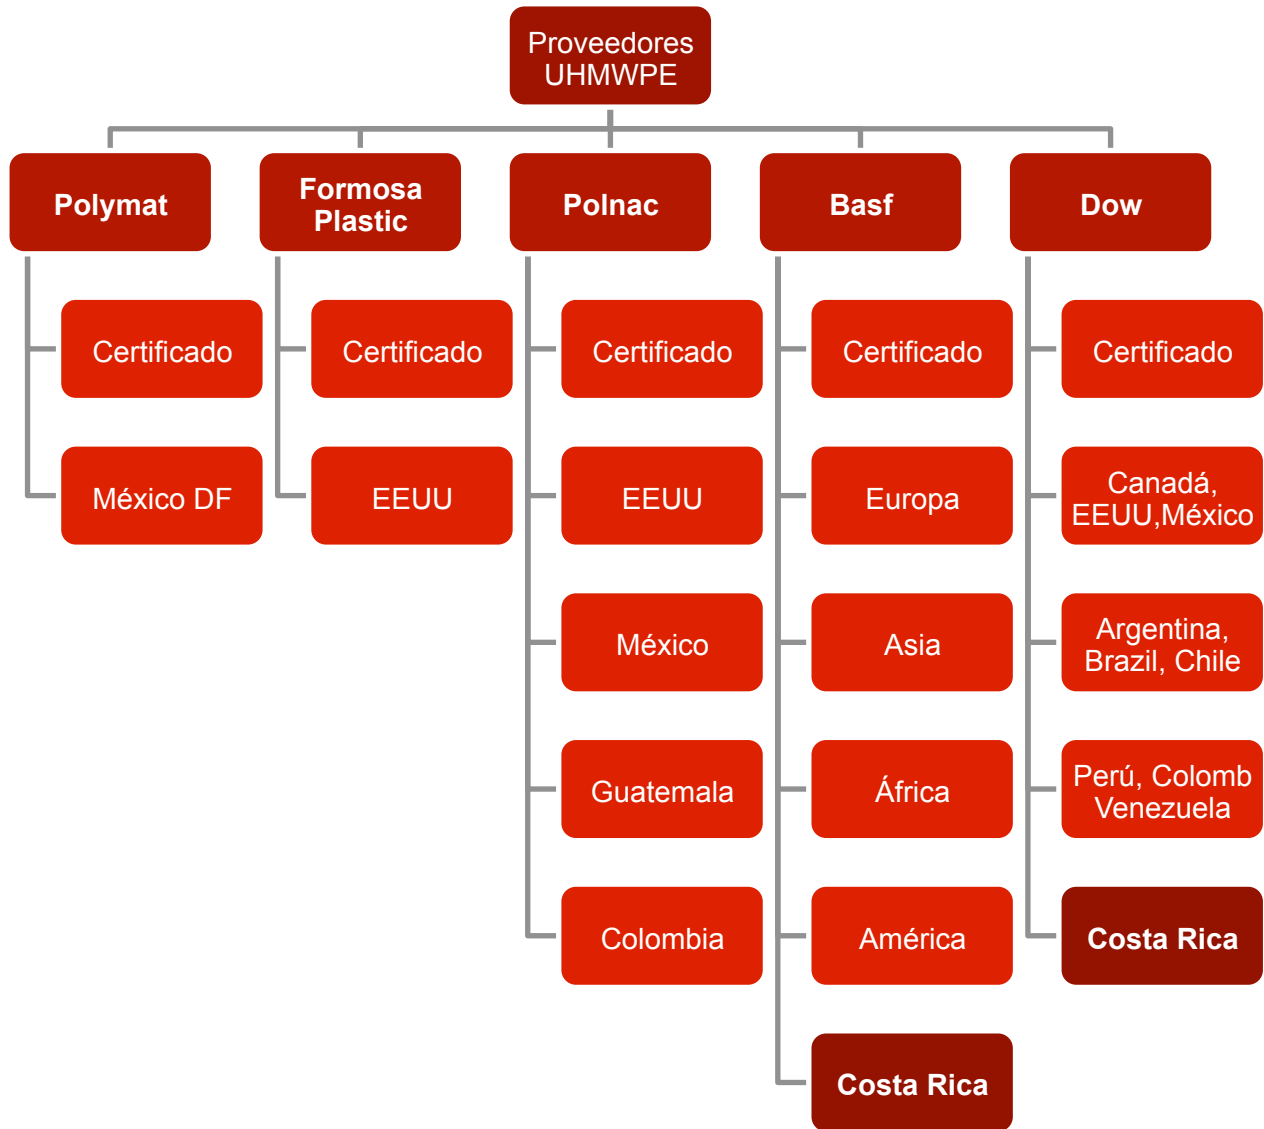 Proveedores
UHMWPE
Polymat
Formosa
Plastic
Polnac
Basf
Dow
Certificado
Certificado
Certificado
Certificado
Certificado
México DF
EEUU
EEUU
Europa
Canadá,
EEUU,México
México
Asia
Argentina,
Brazil, Chile
Guatemala
África
Perú, Colomb
Venezuela
Colombia
América
Costa Rica
Costa Rica